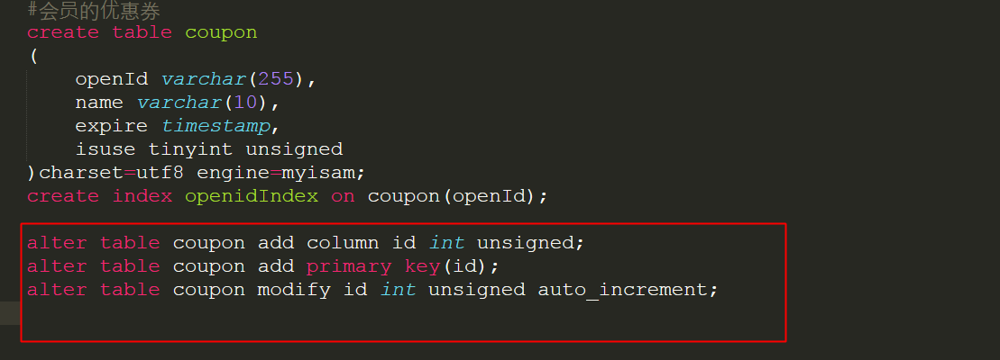 #会员的优惠券
create table coupon
(
openId varchar(255),
name varchar(10),
expire timestamp,
isuse tinyint unsigned
)charset=utf8 engine=myisam;
create index openidIndex on coupon(openId);
alter table coupon add column id int unsigned;
alter table coupon add primary key(id);
alter table coupon modify id int unsigned auto_increment;